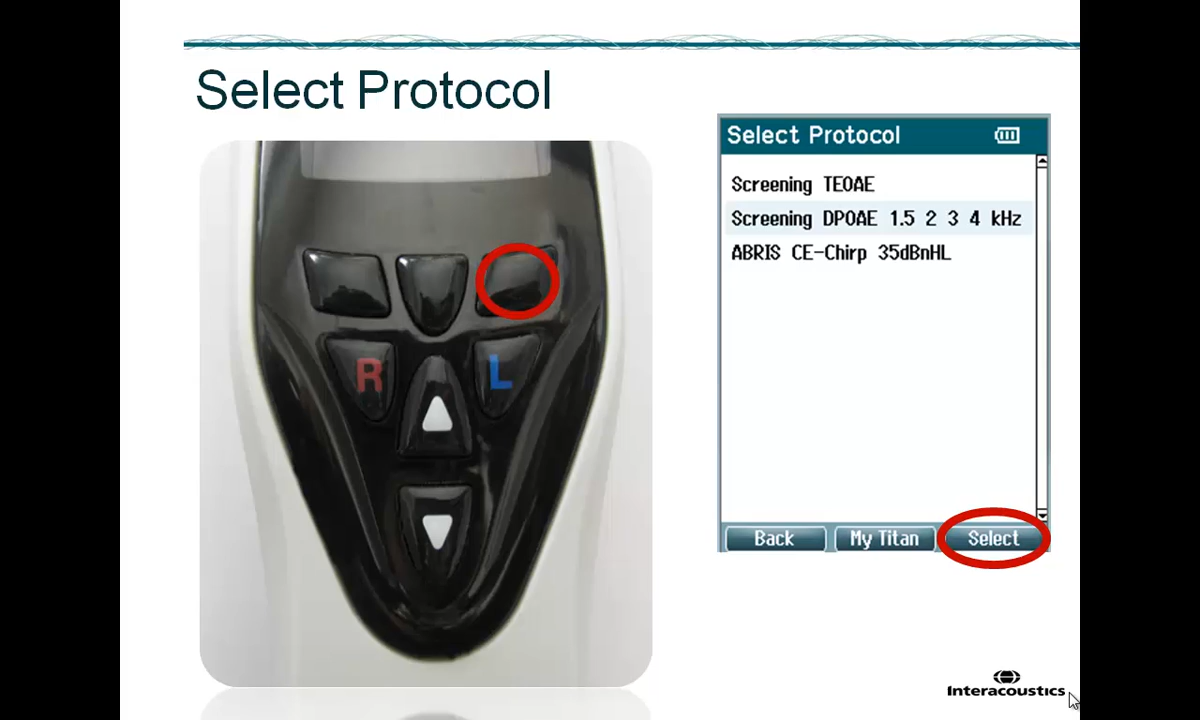 Select Protocol
Select Protocol
Screening TEOAE
Screening DPOAE 1.5 2 3 4 kHz
ABRIS CE-Chirp 35dBnHL
R
L
Back
My Titan
Select
Interacoustics